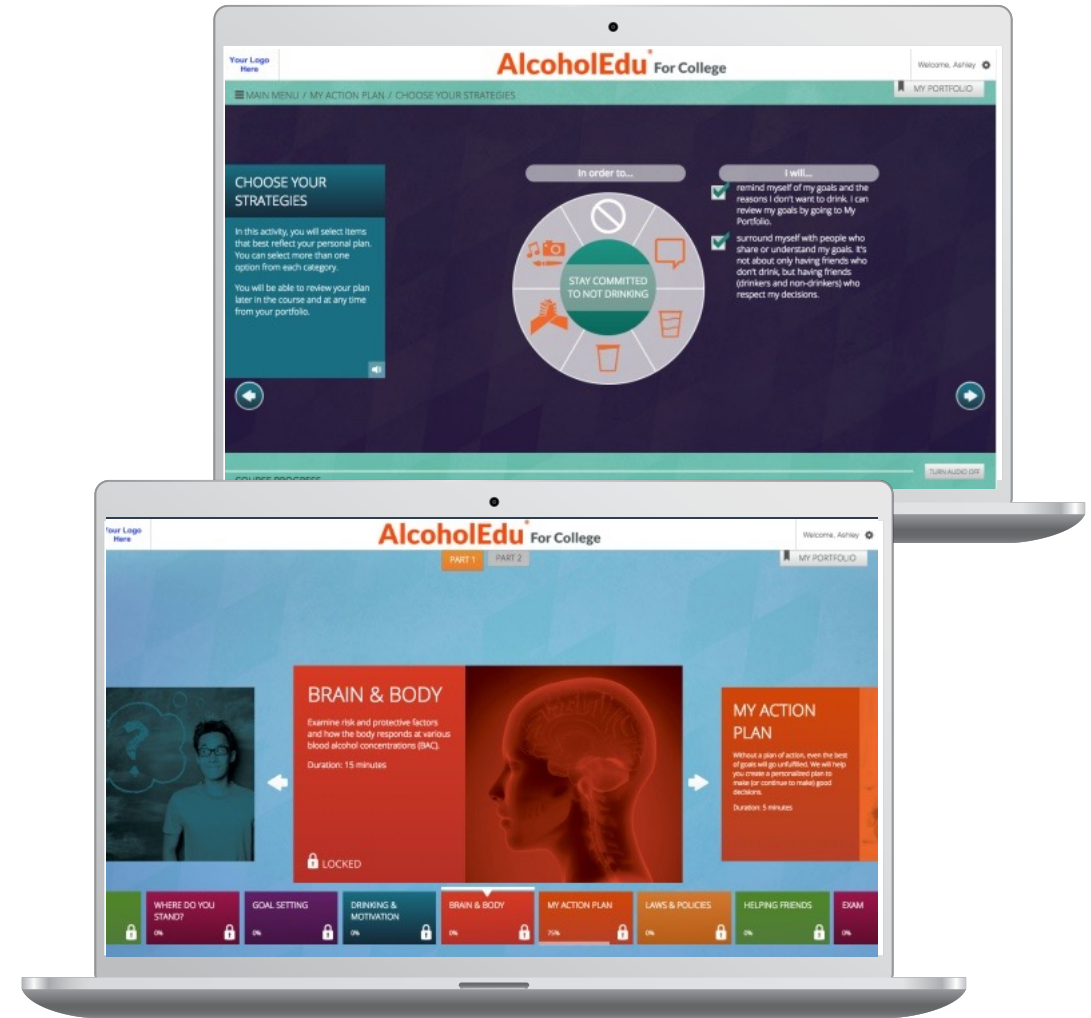 Your Logo
Here
AlcoholEdu® For College
Welcome, Ashley
MAIN MENU / MY ACTION PLAN / CHOOSE YOUR STRATEGIES
MY PORTFOLIO
CHOOSE YOUR
STRATEGIES
In this activity, you will select items
that best reflect your personal plan.
You can select more than one
option from each category.
You will be able to review your plan
later in the course and at any time
from your portfolio.
In order to...
STAY COMMITTED
TO NOT DRINKING
I will...
remind myself of my goals and the
reasons I don't want to drink. I can
review my goals by going to My
Portfolio.
surround myself with people who
share or understand my goals. It's
not about only having friends who
don't drink, but having friends
(drinkers and non-drinkers) who
respect my decisions.
TURN AUDIO OFF
COURSE PROGRESS
Your Logo
Here
AlcoholEdu® For College
Welcome, Ashley
PART 1
PART 2
MY PORTFOLIO
BRAIN & BODY
Examine risk and protective factors
and how the body responds at various
blood alcohol concentrations (BAC).
Duration: 15 minutes
LOCKED
MY ACTION
PLAN
Without a plan of action, even the best
of goals will go unfulfilled. We will help
you create a personalized plan to
make (or continue to make) good
decisions.
Duration: 5 minutes
WHERE DO YOU
STAND?
0%
GOAL SETTING
0%
DRINKING &
MOTIVATION
0%
BRAIN & BODY
0%
MY ACTION PLAN
75%
LAWS & POLICIES
0%
HELPING FRIENDS
0%
EXAM
0%